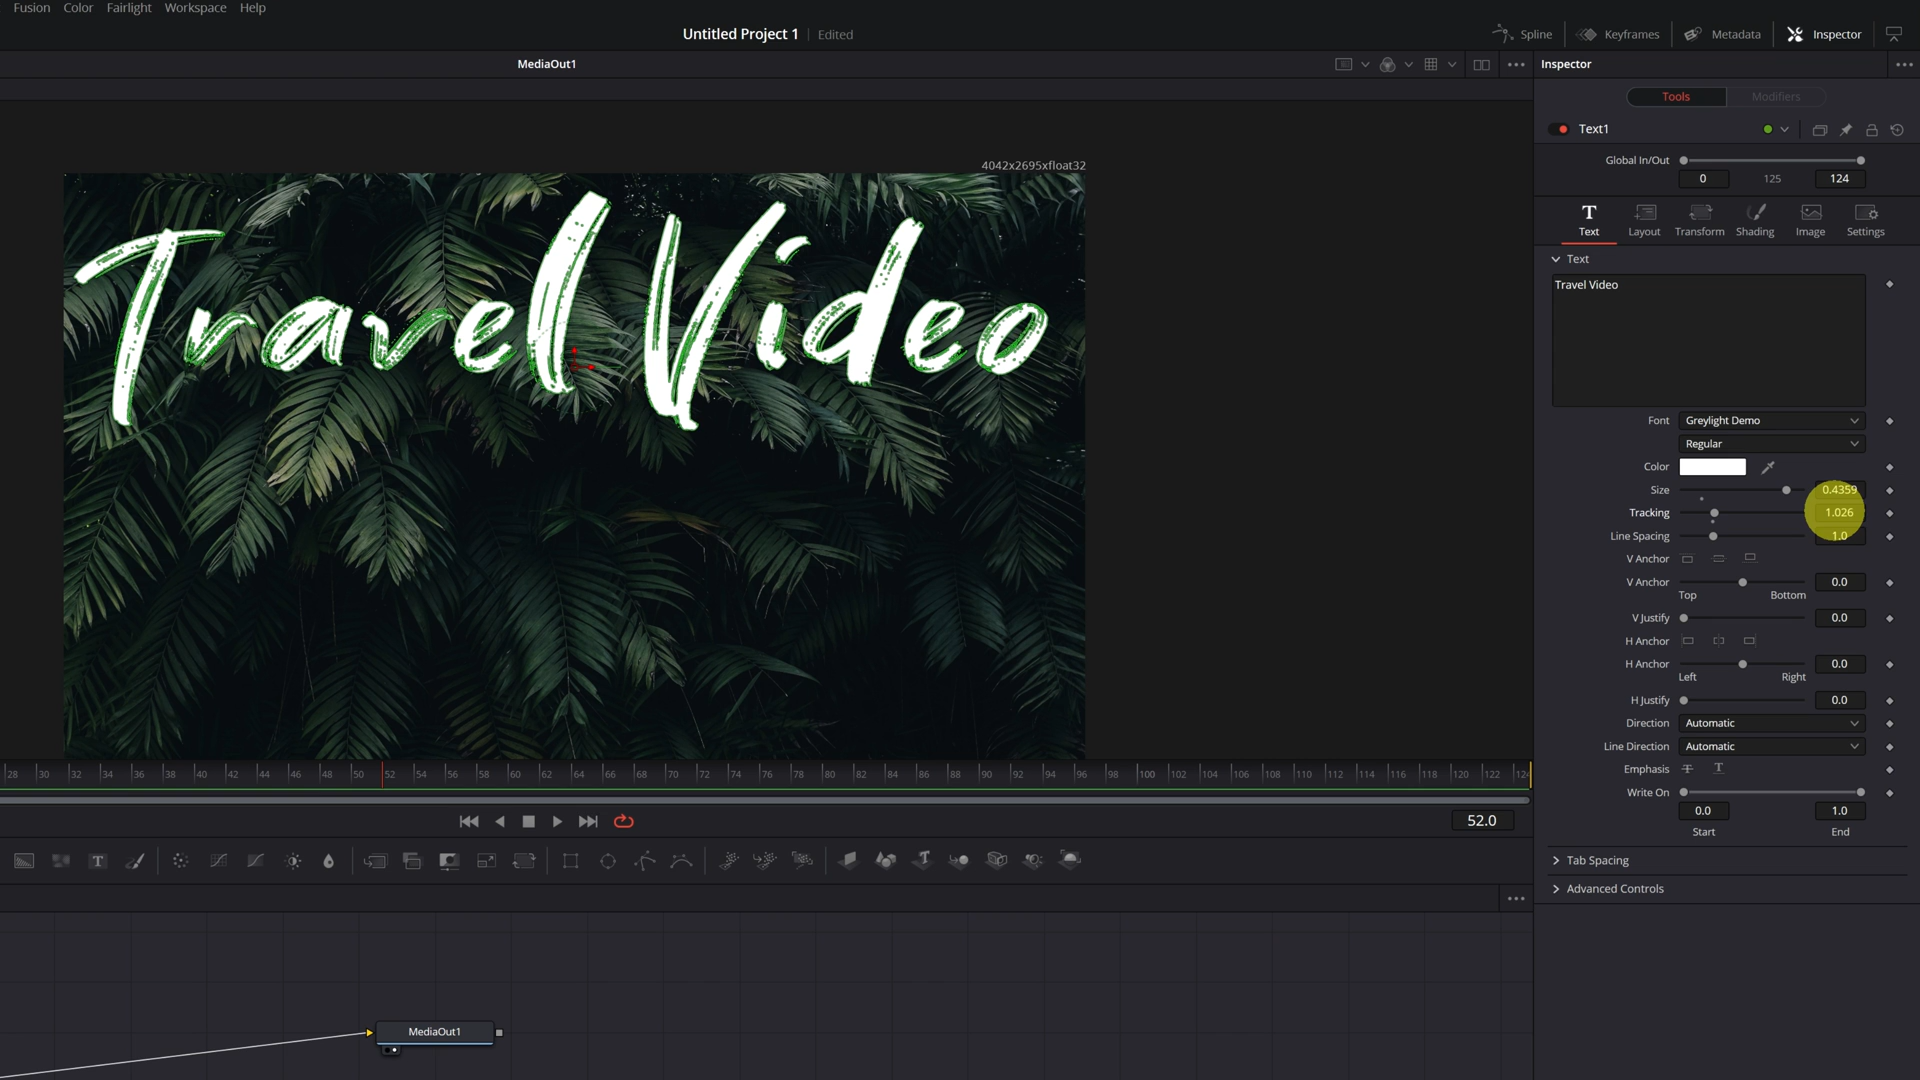 Fusion Color Fairlight Workspace Help
Untitled Project 1 Edited
Spline Keyframes Metadata Inspector
MediaOut1
Inspector
Tools Modifiers
Text1
4042x2695xfloat32
Global In/Out
0 125 124
T
Text Layout Transform Shading Image Settings
Text
Travel Video
Travel Video
Font Greylight Demo
Regular
Color
Size 0.4359
Tracking 1.026
Line Spacing 1.0
V Anchor
V Anchor 0.0
Top Bottom
V Justify 0.0
H Anchor
H Anchor 0.0
Left Right
H Justify 0.0
Direction Automatic
Line Direction Automatic
Emphasis T T
Write On
0.0 1.0
Start End
28 30 32 34 36 38 40 42 44 46 48 50 52 54 56 58 60 62 64 66 68 70 72 74 76 78 80 82 84 86 88 90 92 94 96 98 100 102 104 106 108 110 112 114 116 118 120 122 124
52.0
T T
Tab Spacing
Advanced Controls
MediaOut1